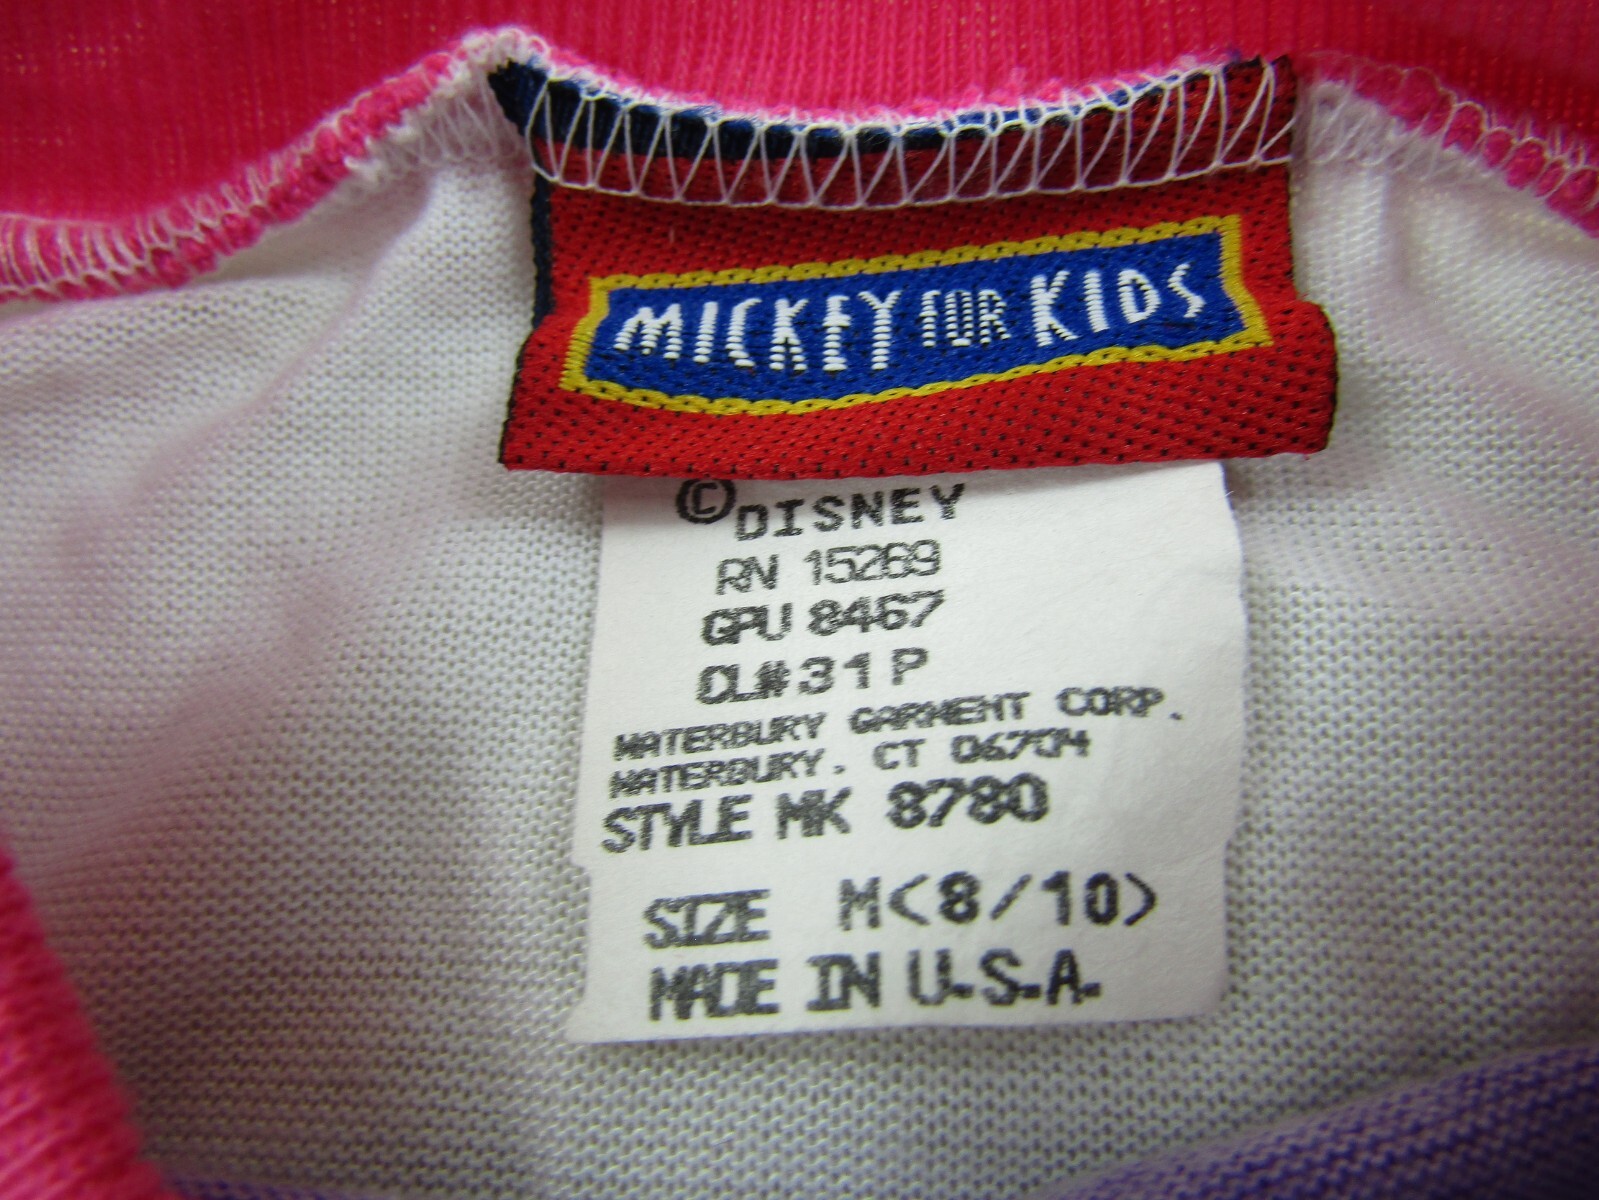 MICKEY FOR KIDS
© DISNEY
RN 15269
GPU 8467
CL# 31 P
WATERBURY GARMENT CORP.
WATERBURY. CT 06704
STYLE MK 8780
SIZE M<8/10>
MADE IN U.S.A.